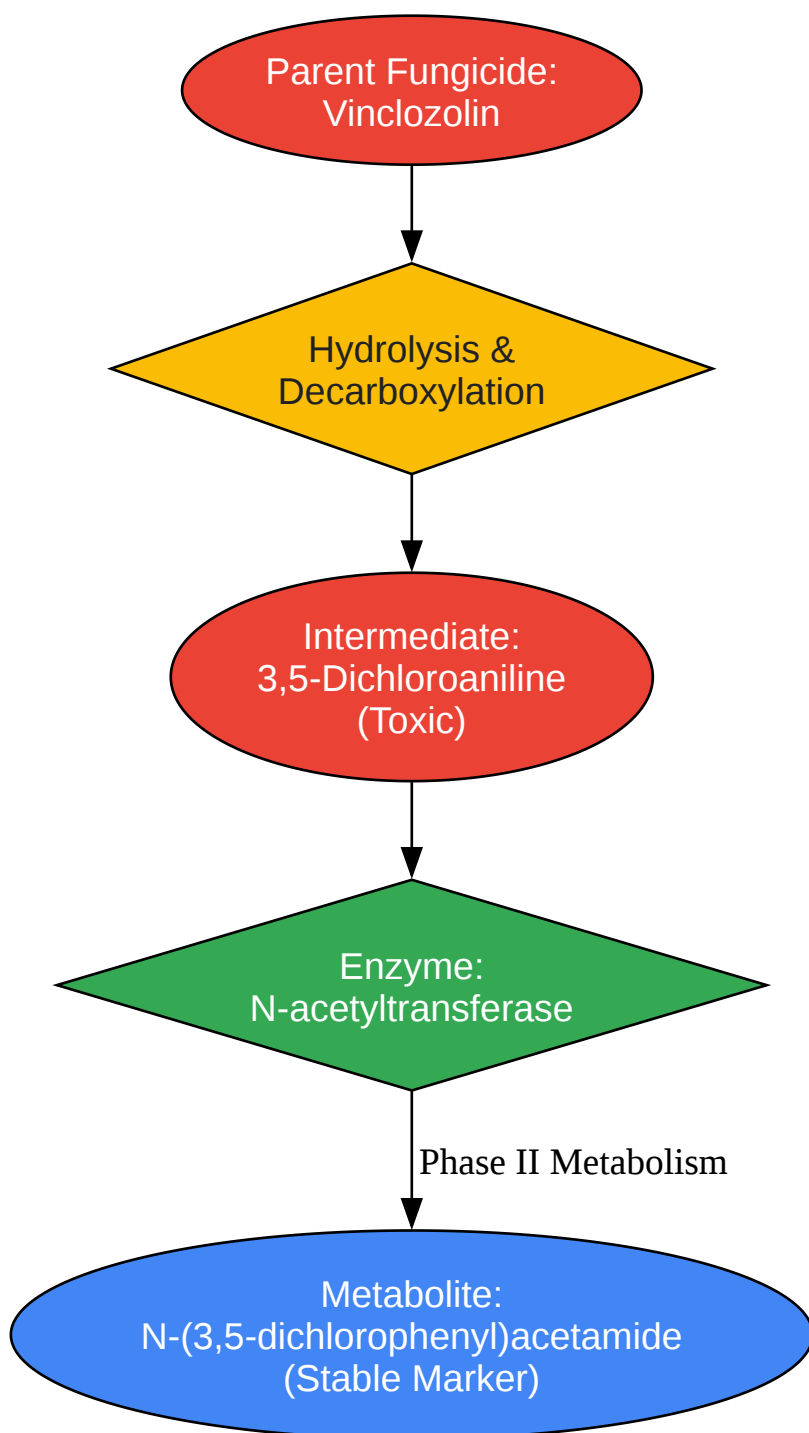 Parent Fungicide:
Vinclozolin
Hydrolysis &
Decarboxylation
Intermediate:
3,5-Dichloroaniline
(Toxic)
Enzyme:
N-acetyltransferase
Phase II Metabolism
Metabolite:
N-(3,5-dichlorophenyl)acetamide
(Stable Marker)